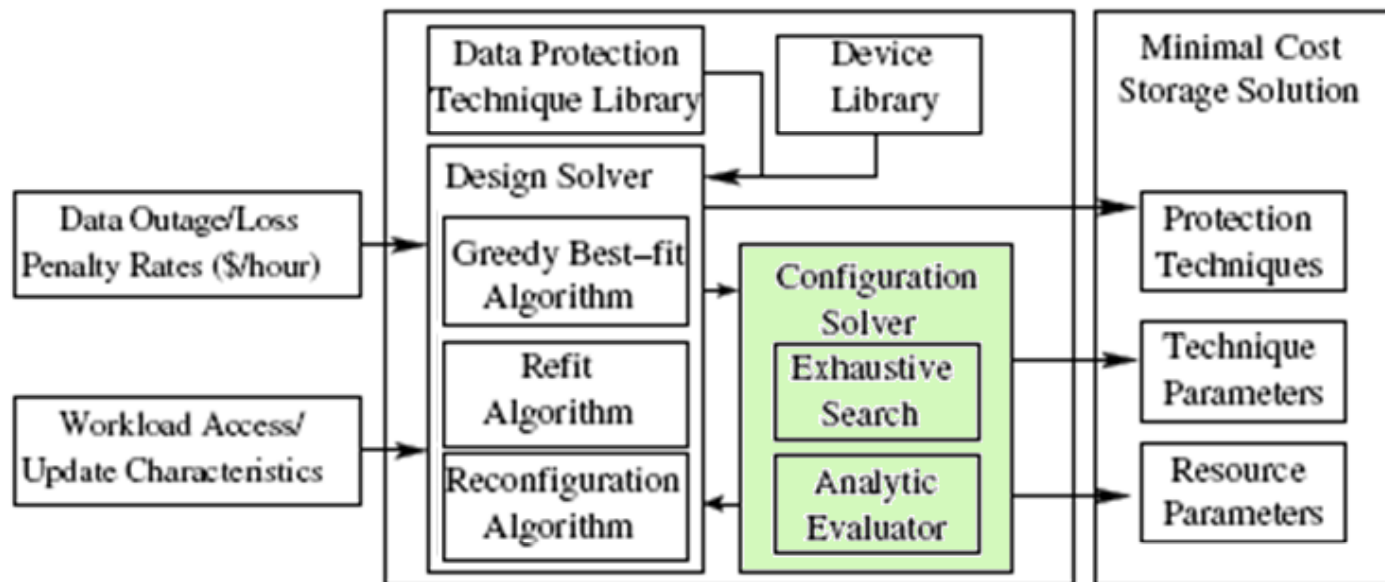 Data Protection
Technique Library
Device
Library
Minimal Cost
Storage Solution
Design Solver
Data Outage/Loss
Penalty Rates ($/hour)
Greedy Best–fit
Algorithm
Configuration
Solver
Protection
Techniques
Refit
Algorithm
Exhaustive
Search
Technique
Parameters
Workload Access/
Update Characteristics
Reconfiguration
Algorithm
Analytic
Evaluator
Resource
Parameters